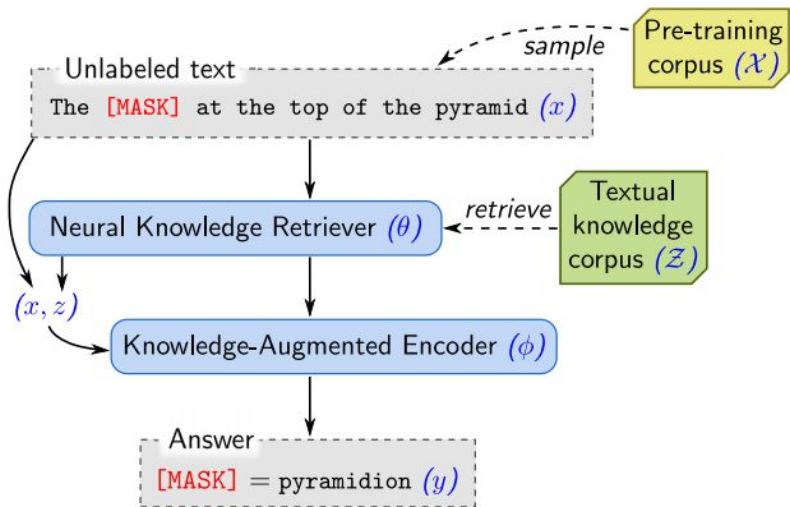 Pre-training
corpus (𝒳)
sample
Unlabeled text
The [MASK] at the top of the pyramid (x)
Textual
knowledge
corpus (𝒵)
retrieve
Neural Knowledge Retriever (θ)
(x, z)
Knowledge-Augmented Encoder (ϕ)
Answer
[MASK] = pyramidion (y)